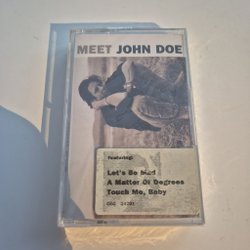 MEET JOHN DOE
featuring:
Let's Be Mad
A Matter Of Degrees
Touch Me, Baby